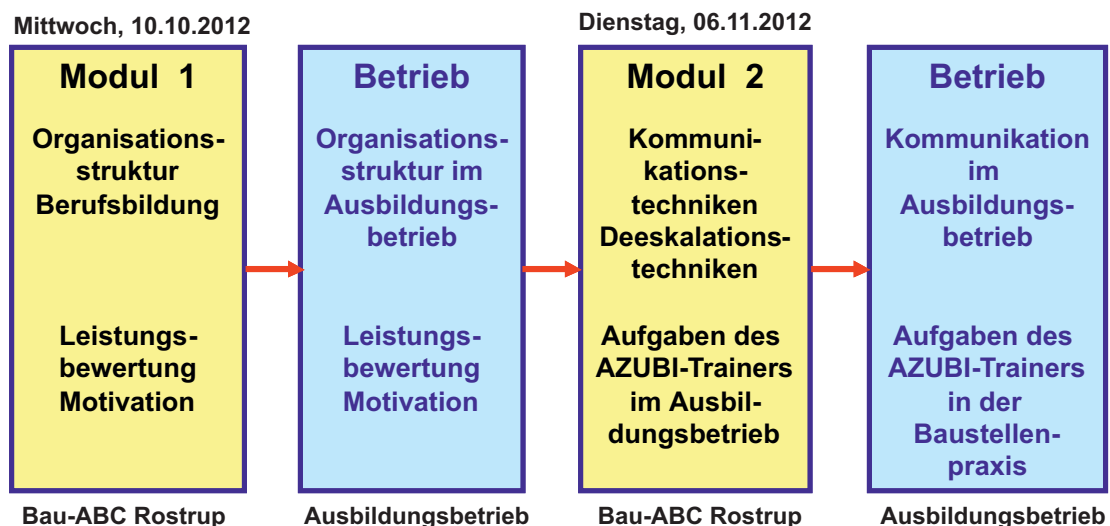 Mittwoch, 10.10.2012
Modul 1
Organisations-
struktur
Berufsbildung
Leistungs-
bewertung
Motivation
Bau-ABC Rostrup
Betrieb
Organisations-
struktur im
Ausbildungs-
betrieb
Leistungs-
bewertung
Motivation
Ausbildungsbetrieb
Dienstag, 06.11.2012
Modul 2
Kommuni-
kations-
techniken
Deeskalations-
techniken
Aufgaben des
AZUBI-Trainers
im Ausbil-
dungsbetrieb
Bau-ABC Rostrup
Betrieb
Kommunikation
im
Ausbildungs-
betrieb
Aufgaben des
AZUBI-Trainers
in der
Baustellen-
praxis
Ausbildungsbetrieb